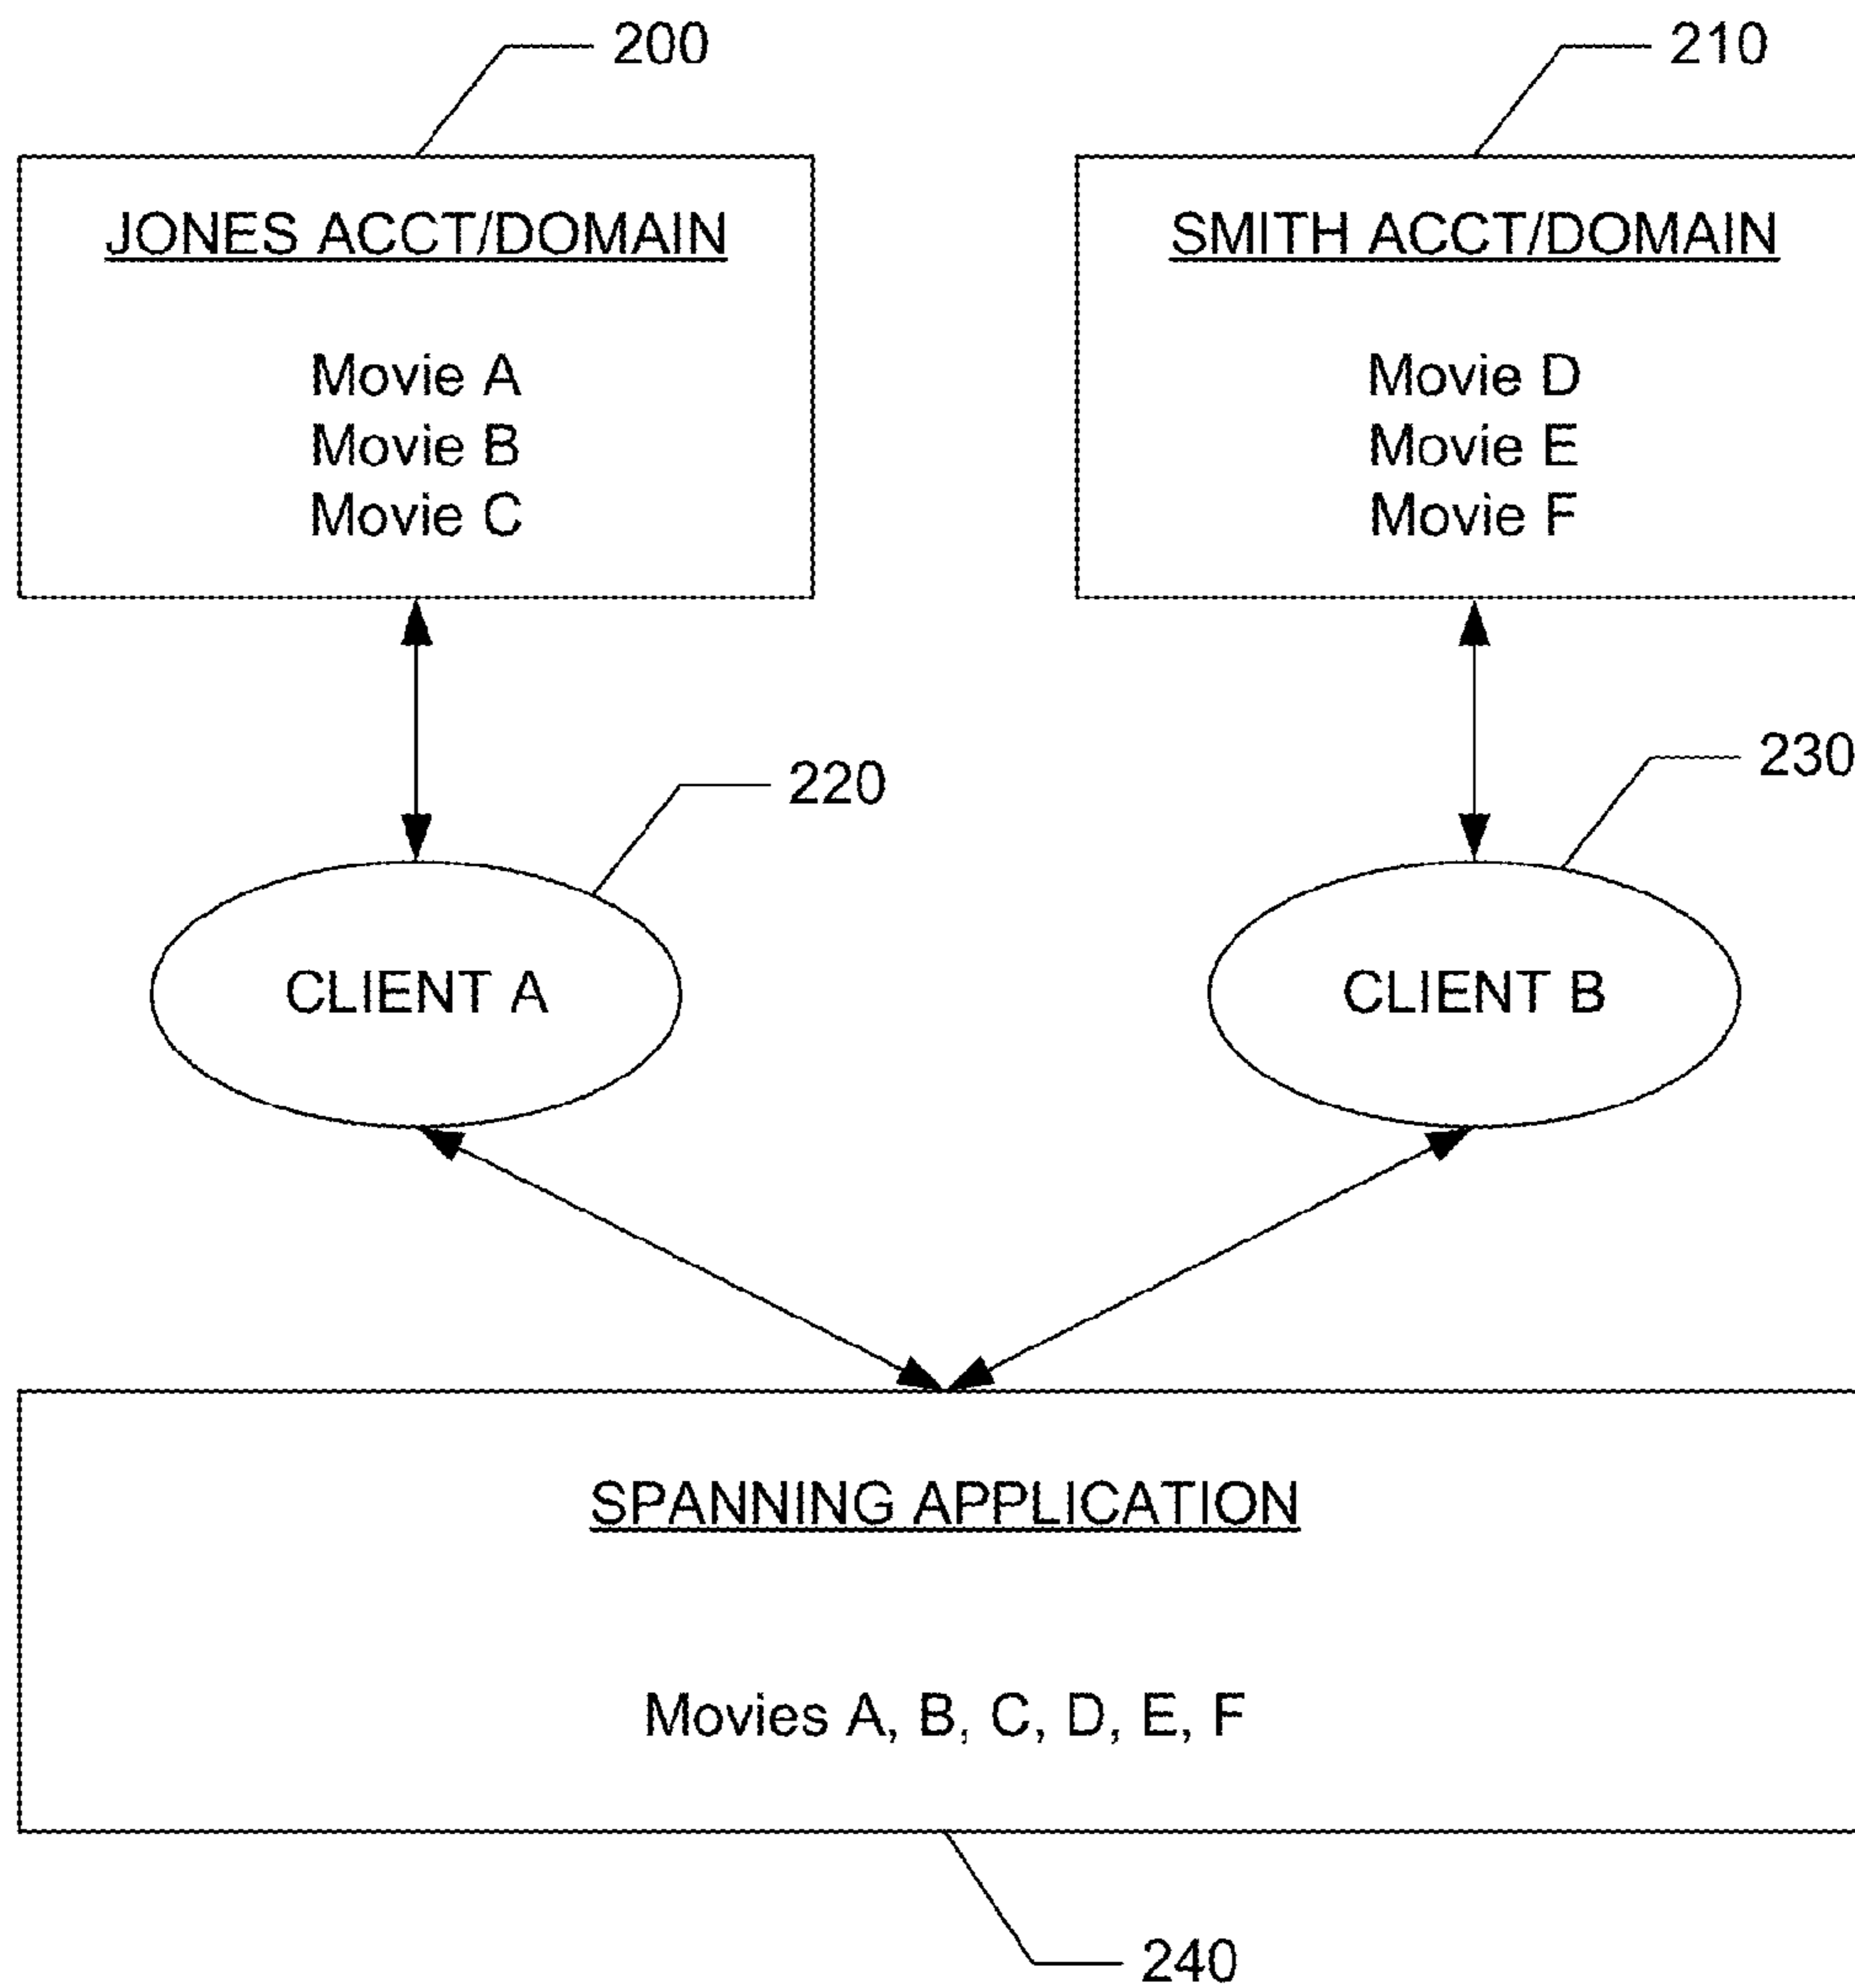 200
210
JONES ACCT/DOMAIN
Movie A
Movie B
Movie C
SMITH ACCT/DOMAIN
Movie D
Movie E
Movie F
220
230
CLIENT A
CLIENT B
SPANNING APPLICATION
Movies A, B, C, D, E, F
240